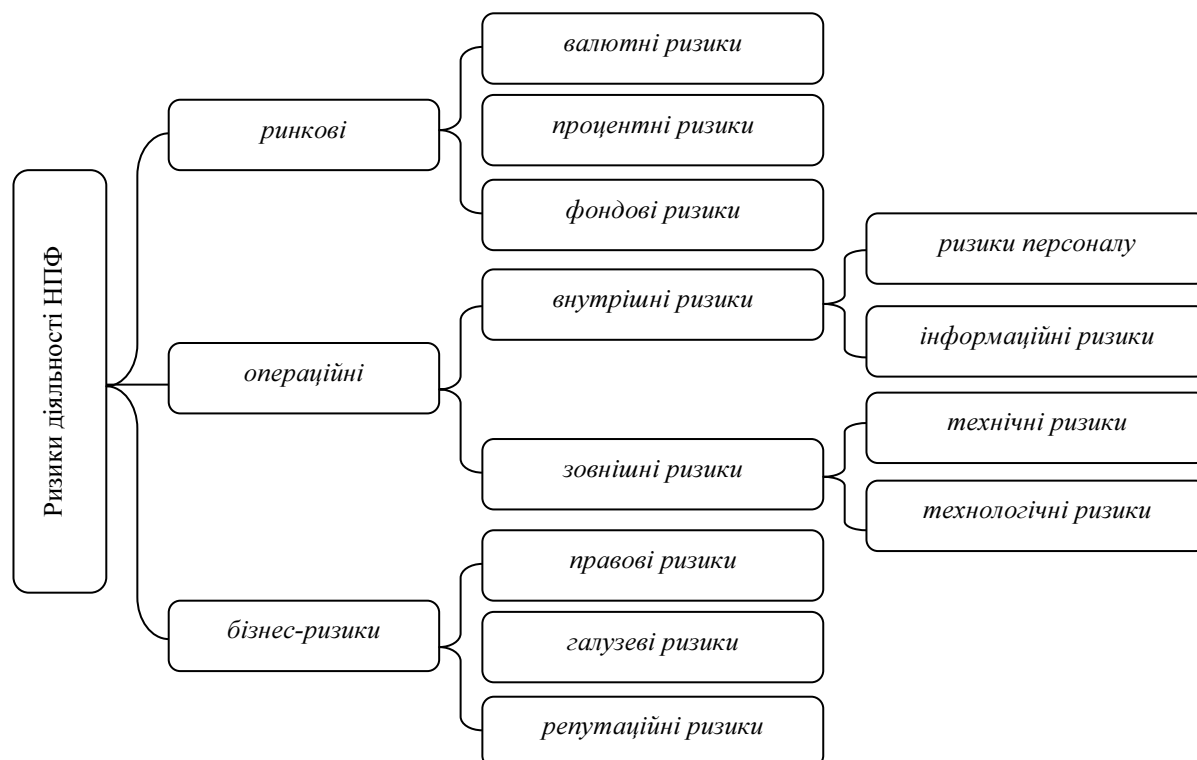 Ризики діяльності НПФ
ринкові
валютні ризики
процентні ризики
фондові ризики
операційні
внутрішні ризики
ризики персоналу
інформаційні ризики
зовнішні ризики
технічні ризики
технологічні ризики
бізнес-ризики
правові ризики
галузеві ризики
репутаційні ризики